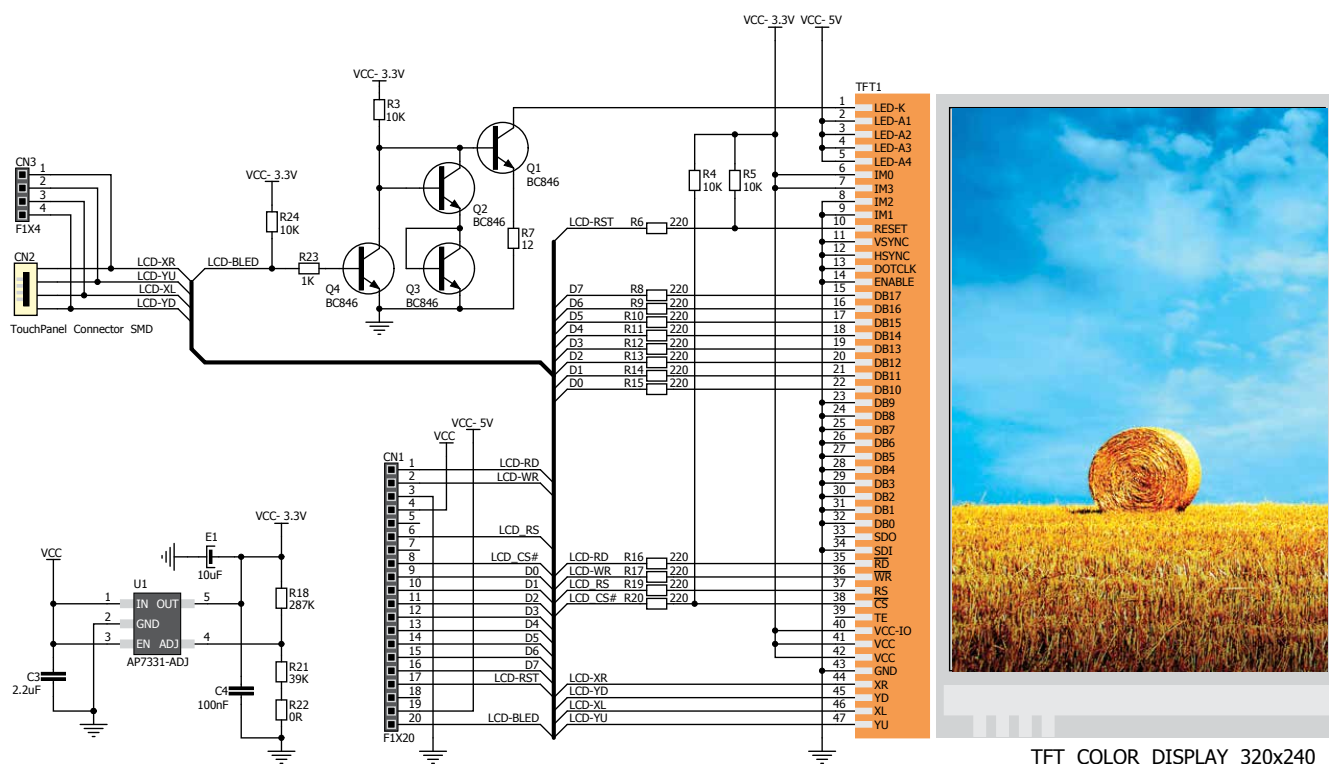 VCC- 3.3V VCC- 5V
TFT1
VCC- 3.3V
R3
10K
Q1
BC846
Q2
BC846
R7
12
Q3
BC846
Q4
BC846
R23
1K
VCC- 3.3V
R24
10K
LCD-BLED
CN3
1
2
3
4
F1X4
CN2
LCD-XR
LCD-YU
LCD-XL
LCD-YD
TouchPanel Connector SMD
R4
10K
R5
10K
LCD-RST R6 220
D7 R8 220
D6 R9 220
D5 R10 220
D4 R11 220
D3 R12 220
D2 R13 220
D1 R14 220
D0 R15 220
LCD-RD R16 220
LCD-WR R17 220
LCD_RS R19 220
LCD_CS# R20 220
LCD-XR
LCD-YD
LCD-XL
LCD-YU
1 LED-K
2 LED-A1
3 LED-A2
4 LED-A3
5 LED-A4
6 IM0
7 IM3
8 IM2
9 IM1
10 RESET
11 VSYNC
12 HSYNC
13 DOTCLK
14 ENABLE
15 DB17
16 DB16
17 DB15
18 DB14
19 DB13
20 DB12
21 DB11
22 DB10
23 DB9
24 DB8
25 DB7
26 DB6
27 DB5
28 DB4
29 DB3
30 DB2
31 DB1
32 DB0
33 SDO
34 SDI
35 RD
36 WR
37 RS
38 CS
39 TE
40 VCC-IO
41 VCC
42 VCC
43 GND
44 XR
45 YD
46 XL
47 YU
VCC- 5V
VCC
CN1
1 LCD-RD
2 LCD-WR
3
4
5
6 LCD_RS
7
8 LCD_CS#
9 D0
10 D1
11 D2
12 D3
13 D4
14 D5
15 D6
16 D7
17 LCD-RST
18
19
20 LCD-BLED
F1X20
VCC- 3.3V
E1
10uF
VCC
U1
1 IN OUT 5
2 GND
3 EN ADJ 4
AP7331-ADJ
R18
287K
R21
39K
R22
0R
C3
2.2uF
C4
100nF
TFT COLOR DISPLAY 320x240